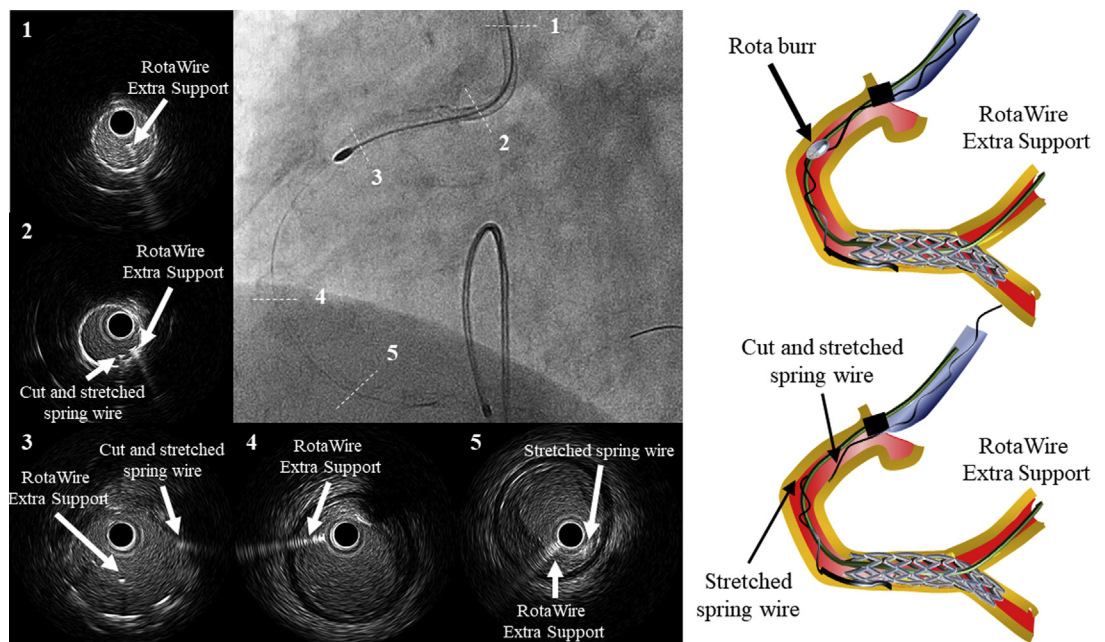 1
RotaWire
Extra Support
2
RotaWire
Extra Support
Cut and stretched
spring wire
1
2
3
4
5
3
RotaWire
Extra Support
Cut and stretched
spring wire
4
RotaWire
Extra Support
5
Stretched spring wire
RotaWire
Extra Support
Rota burr
RotaWire
Extra Support
Cut and stretched
spring wire
RotaWire
Extra Support
Stretched
spring wire